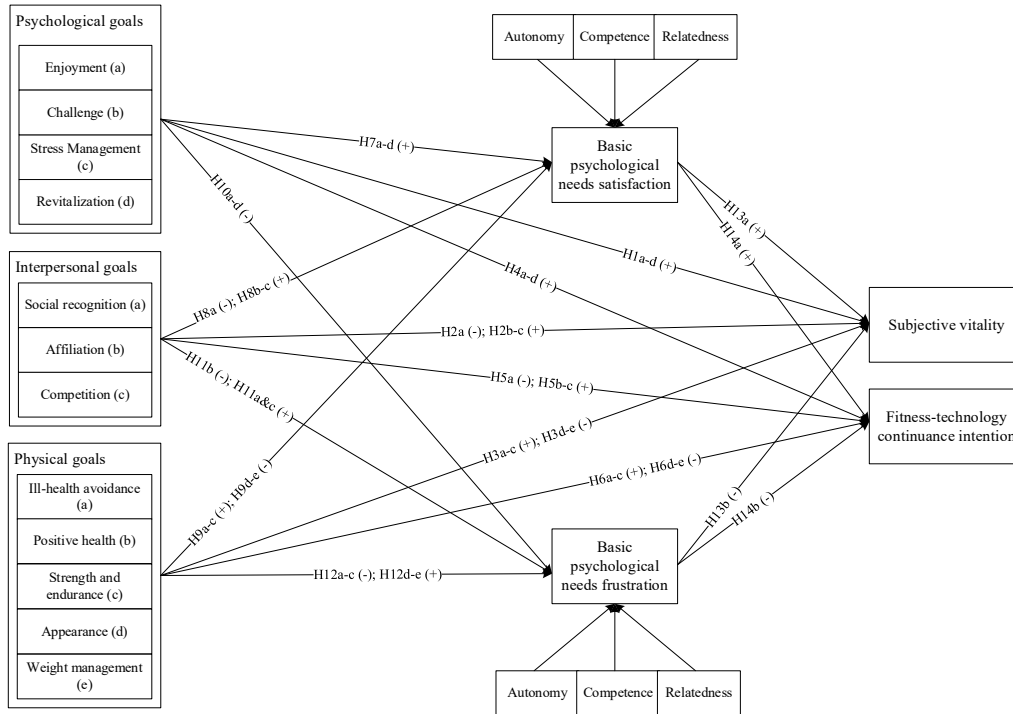 Psychological goals
Enjoyment (a)
Challenge (b)
Stress Management
(c)
Revitalization (d)
Interpersonal goals
Social recognition (a)
Affiliation (b)
Competition (c)
Physical goals
Ill-health avoidance
(a)
Positive health (b)
Strength and
endurance (c)
Appearance (d)
Weight management
(e)
Autonomy
Competence
Relatedness
Basic
psychological
needs satisfaction
H7a-d (+)
H10a-d (-)
H1a-d (+)
H4a-d (+)
H8a (-); H8b-c (+)
H2a (-); H2b-c (+)
H5a (-); H5b-c (+)
H11b (-); H11a&c (+)
H9a-c (+); H9d-e (-)
H3a-c (+); H3d-e (-)
H6a-c (+); H6d-e (-)
H12a-c (-); H12d-e (+)
H13a (+)
H14a (+)
H13b (-)
H14b (-)
Subjective vitality
Fitness-technology
continuance intention
Basic
psychological
needs frustration
Autonomy
Competence
Relatedness